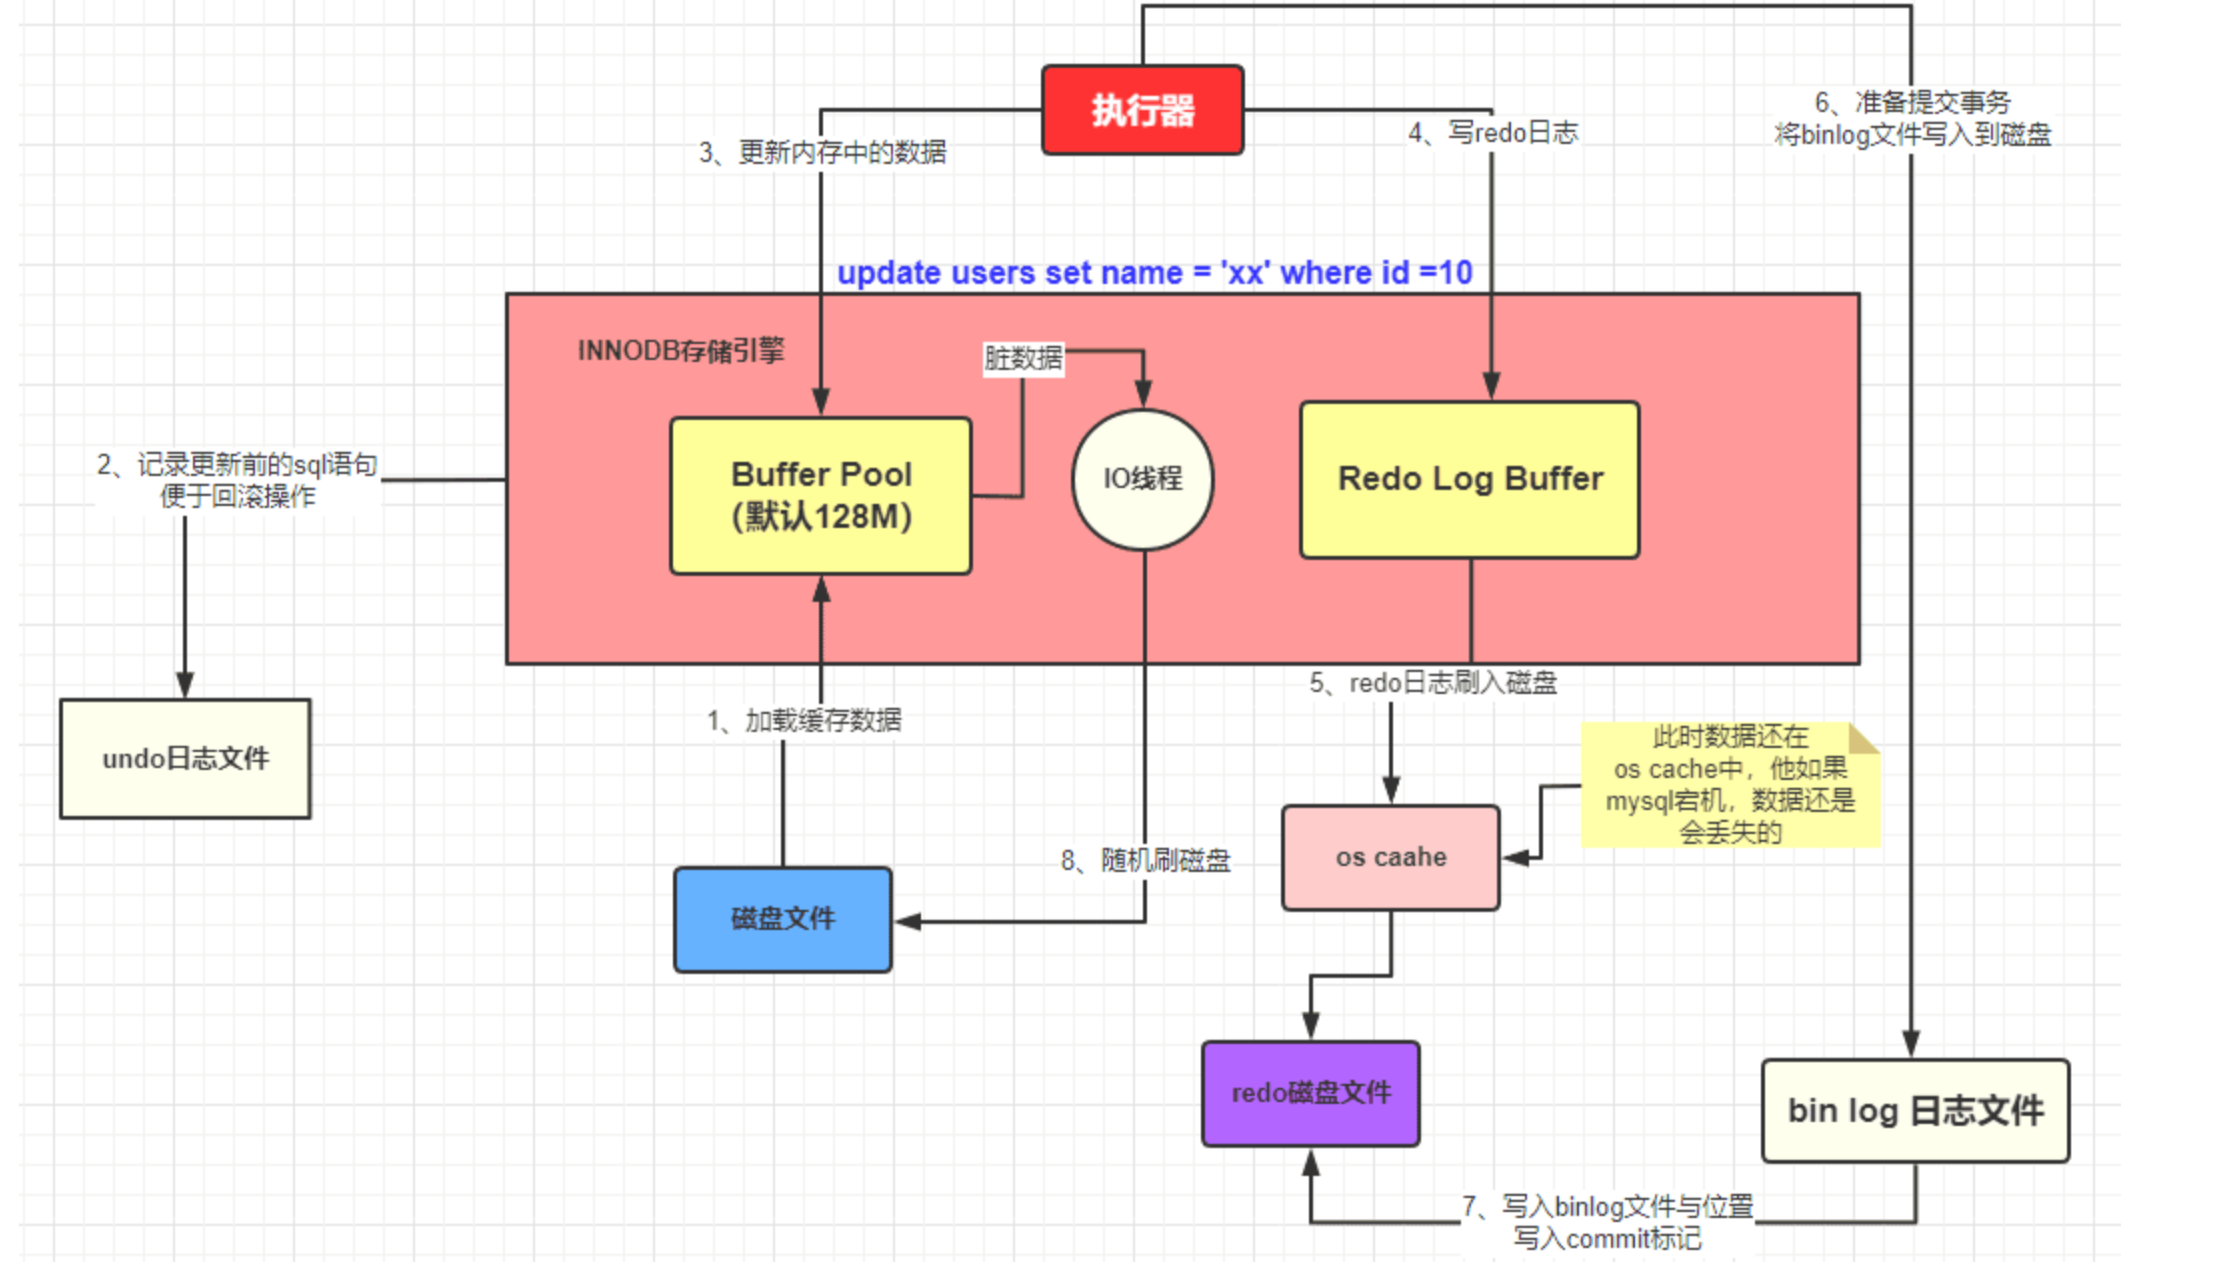 执行器
6、准备提交事务
将binlog文件写入到磁盘
3、更新内存中的数据
4、写redo日志
update users set name = 'xx' where id =10
INNODB存储引擎
脏数据
Buffer Pool
（默认128M）
IO线程
Redo Log Buffer
2、记录更新前的sql语句
便于回滚操作
5、redo日志刷入磁盘
1、加载缓存数据
undo日志文件
此时数据还在
os cache中，他如果
mysql宕机，数据还是
会丢失的
8、随机刷磁盘
os caahe
磁盘文件
redo磁盘文件
bin log 日志文件
7、写入binlog文件与位置
写入commit标记